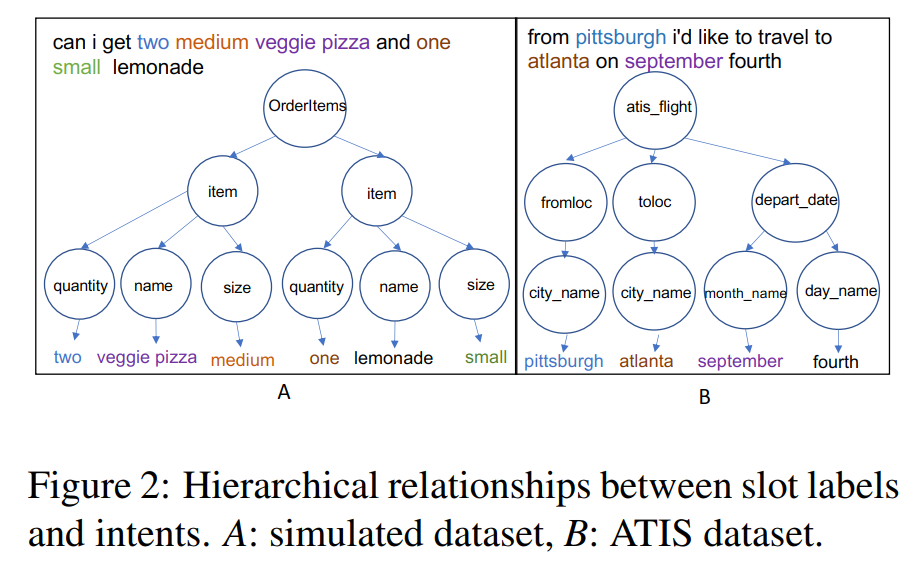 can i get two medium veggie pizza and one
small lemonade
OrderItems
item
item
quantity
name
size
quantity
name
size
two
veggie pizza
medium
one
lemonade
small
A
from pittsburgh i'd like to travel to
atlanta on september fourth
atis_flight
fromloc
toloc
depart_date
city_name
city_name
month_name
day_name
pittsburgh
atlanta
september
fourth
B
Figure 2: Hierarchical relationships between slot labels
and intents. A: simulated dataset, B: ATIS dataset.